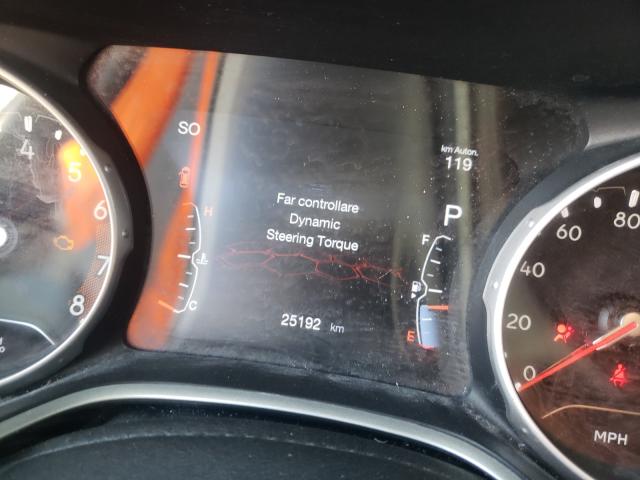 SO
km Auton.
119
Far controllare
Dynamic
Steering Torque
P
H
C
F
E
25192 km
4
5
6
7
8
0
20
40
60
80
MPH